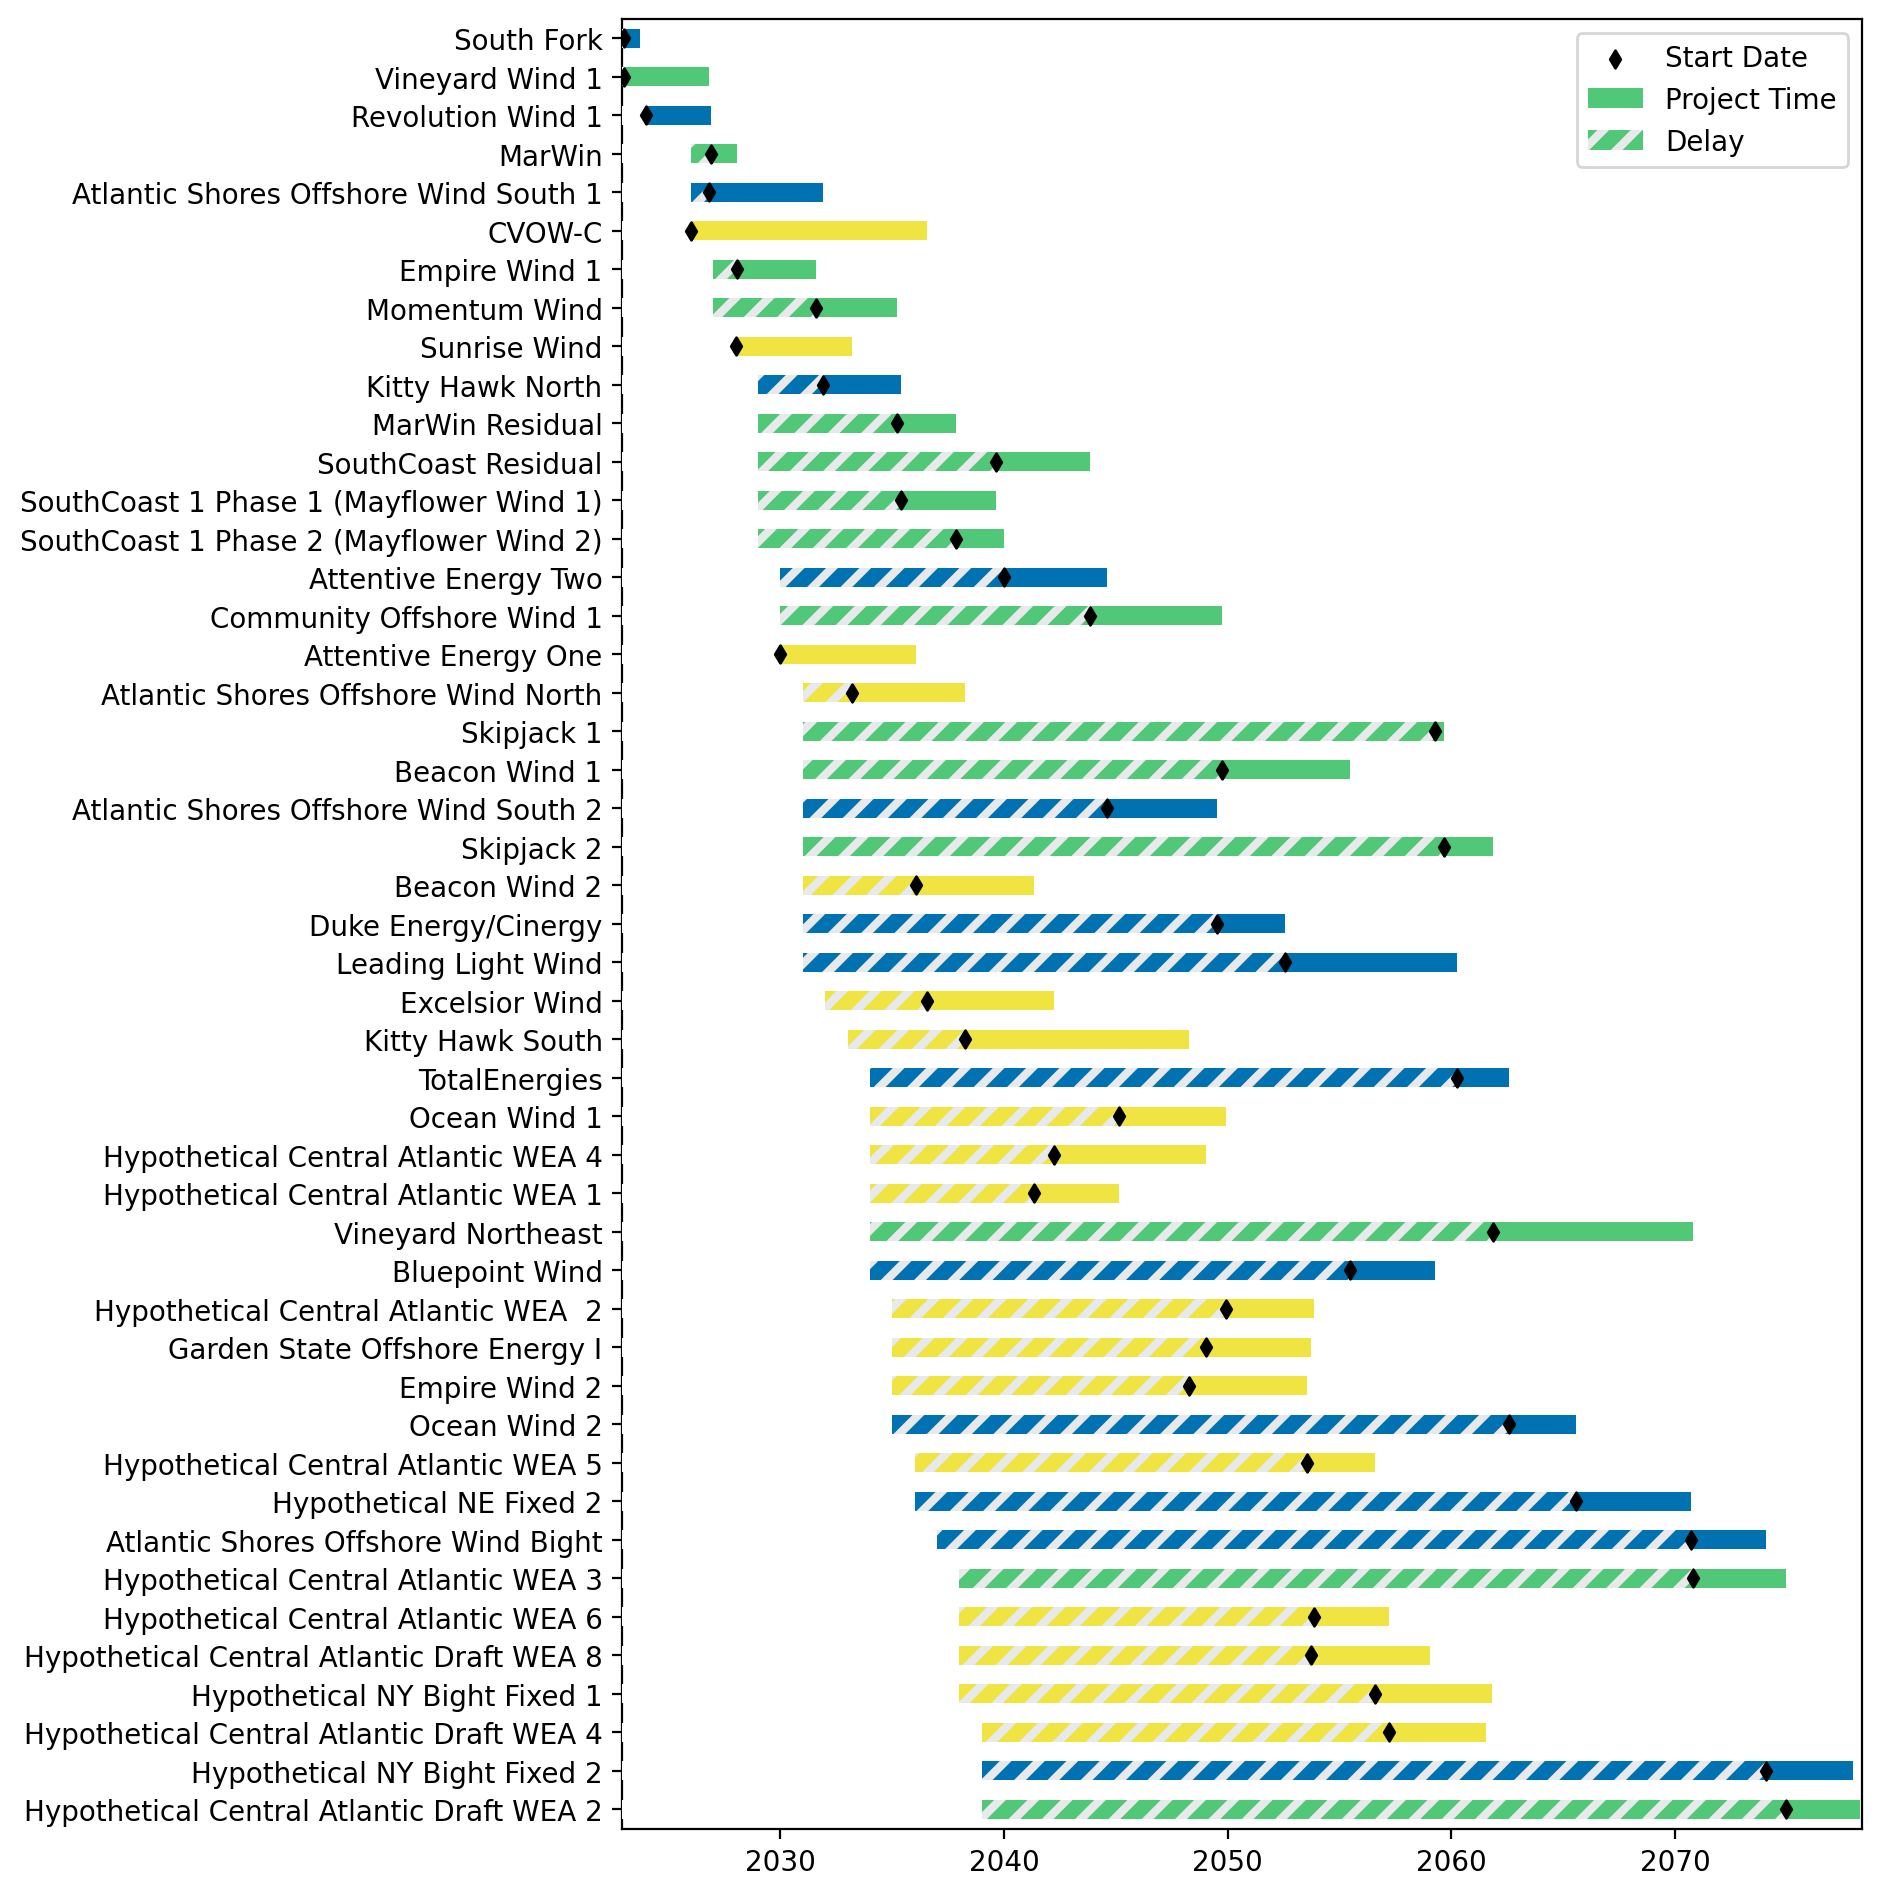 South Fork
Vineyard Wind 1
Revolution Wind 1
MarWin
Atlantic Shores Offshore Wind South 1
CVOW-C
Empire Wind 1
Momentum Wind
Sunrise Wind
Kitty Hawk North
MarWin Residual
SouthCoast Residual
SouthCoast 1 Phase 1 (Mayflower Wind 1)
SouthCoast 1 Phase 2 (Mayflower Wind 2)
Attentive Energy Two
Community Offshore Wind 1
Attentive Energy One
Atlantic Shores Offshore Wind North
Skipjack 1
Beacon Wind 1
Atlantic Shores Offshore Wind South 2
Skipjack 2
Beacon Wind 2
Duke Energy/Cinergy
Leading Light Wind
Excelsior Wind
Kitty Hawk South
TotalEnergies
Ocean Wind 1
Hypothetical Central Atlantic WEA 4
Hypothetical Central Atlantic WEA 1
Vineyard Northeast
Bluepoint Wind
Hypothetical Central Atlantic WEA  2
Garden State Offshore Energy I
Empire Wind 2
Ocean Wind 2
Hypothetical Central Atlantic WEA 5
Hypothetical NE Fixed 2
Atlantic Shores Offshore Wind Bight
Hypothetical Central Atlantic WEA 3
Hypothetical Central Atlantic WEA 6
Hypothetical Central Atlantic Draft WEA 8
Hypothetical NY Bight Fixed 1
Hypothetical Central Atlantic Draft WEA 4
Hypothetical NY Bight Fixed 2
Hypothetical Central Atlantic Draft WEA 2
Start Date
Project Time
Delay
2030 2040 2050 2060 2070